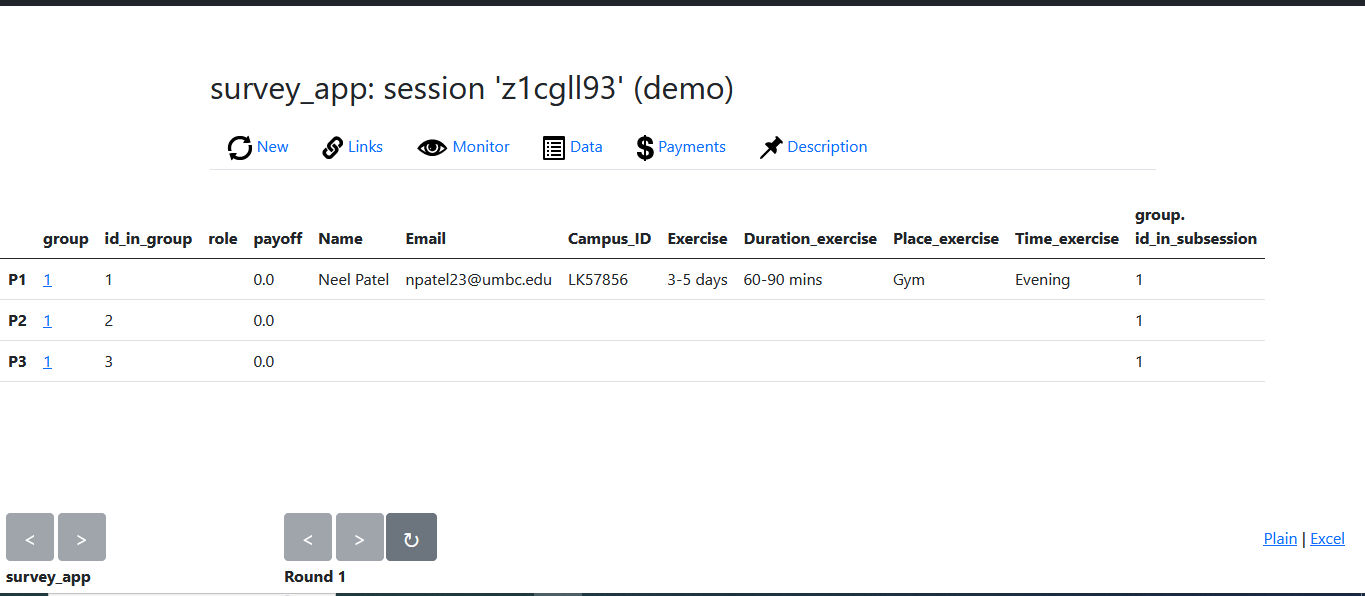 survey_app: session 'z1cgll93' (demo)
New Links Monitor Data Payments Description
group id_in_group role payoff Name Email Campus_ID Exercise Duration_exercise Place_exercise Time_exercise group. id_in_subsession
P1 1 1 0.0 Neel Patel npatel23@umbc.edu LK57856 3-5 days 60-90 mins Gym Evening 1
P2 1 2 0.0 1
P3 1 3 0.0 1
< > < > ↻ Plain | Excel
survey_app Round 1